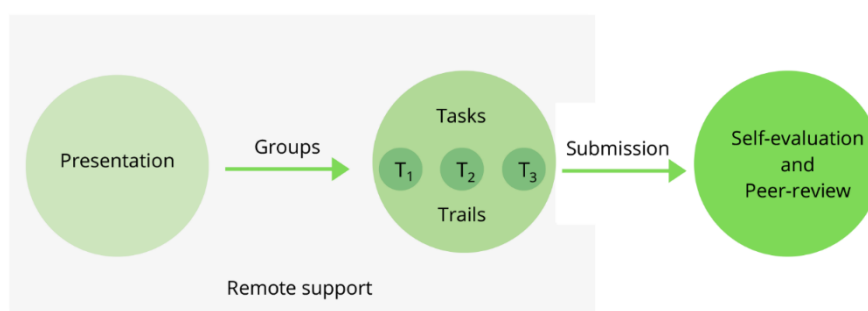 Presentation
Groups
Tasks
T1 T2 T3
Trails
Submission
Self-evaluation
and
Peer-review
Remote support